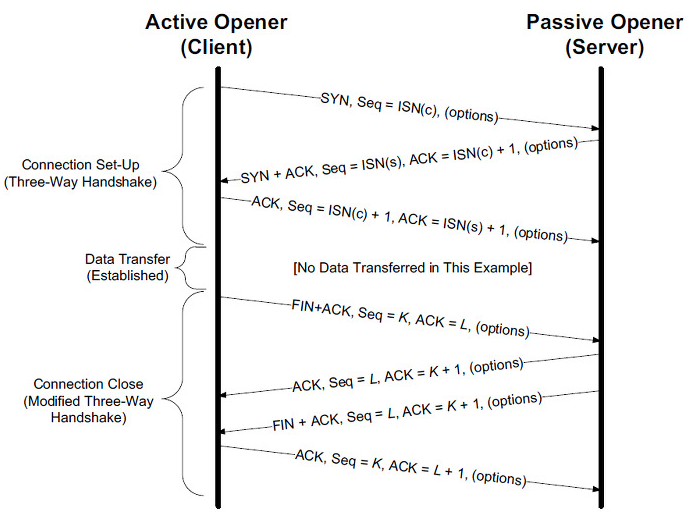 Active Opener
(Client)
Passive Opener
(Server)
SYN, Seq = ISN(c), (options)
SYN + ACK, Seq = ISN(s), ACK = ISN(c) + 1, (options)
Connection Set-Up
(Three-Way Handshake)
ACK, Seq = ISN(c) + 1, ACK = ISN(s) + 1, (options)
Data Transfer
(Established)
[No Data Transferred in This Example]
FIN+ACK, Seq = K, ACK = L, (options)
ACK, Seq = L, ACK = K + 1, (options)
Connection Close
(Modified Three-Way
Handshake)
FIN + ACK, Seq = L, ACK = K + 1, (options)
ACK, Seq = K, ACK = L + 1, (options)